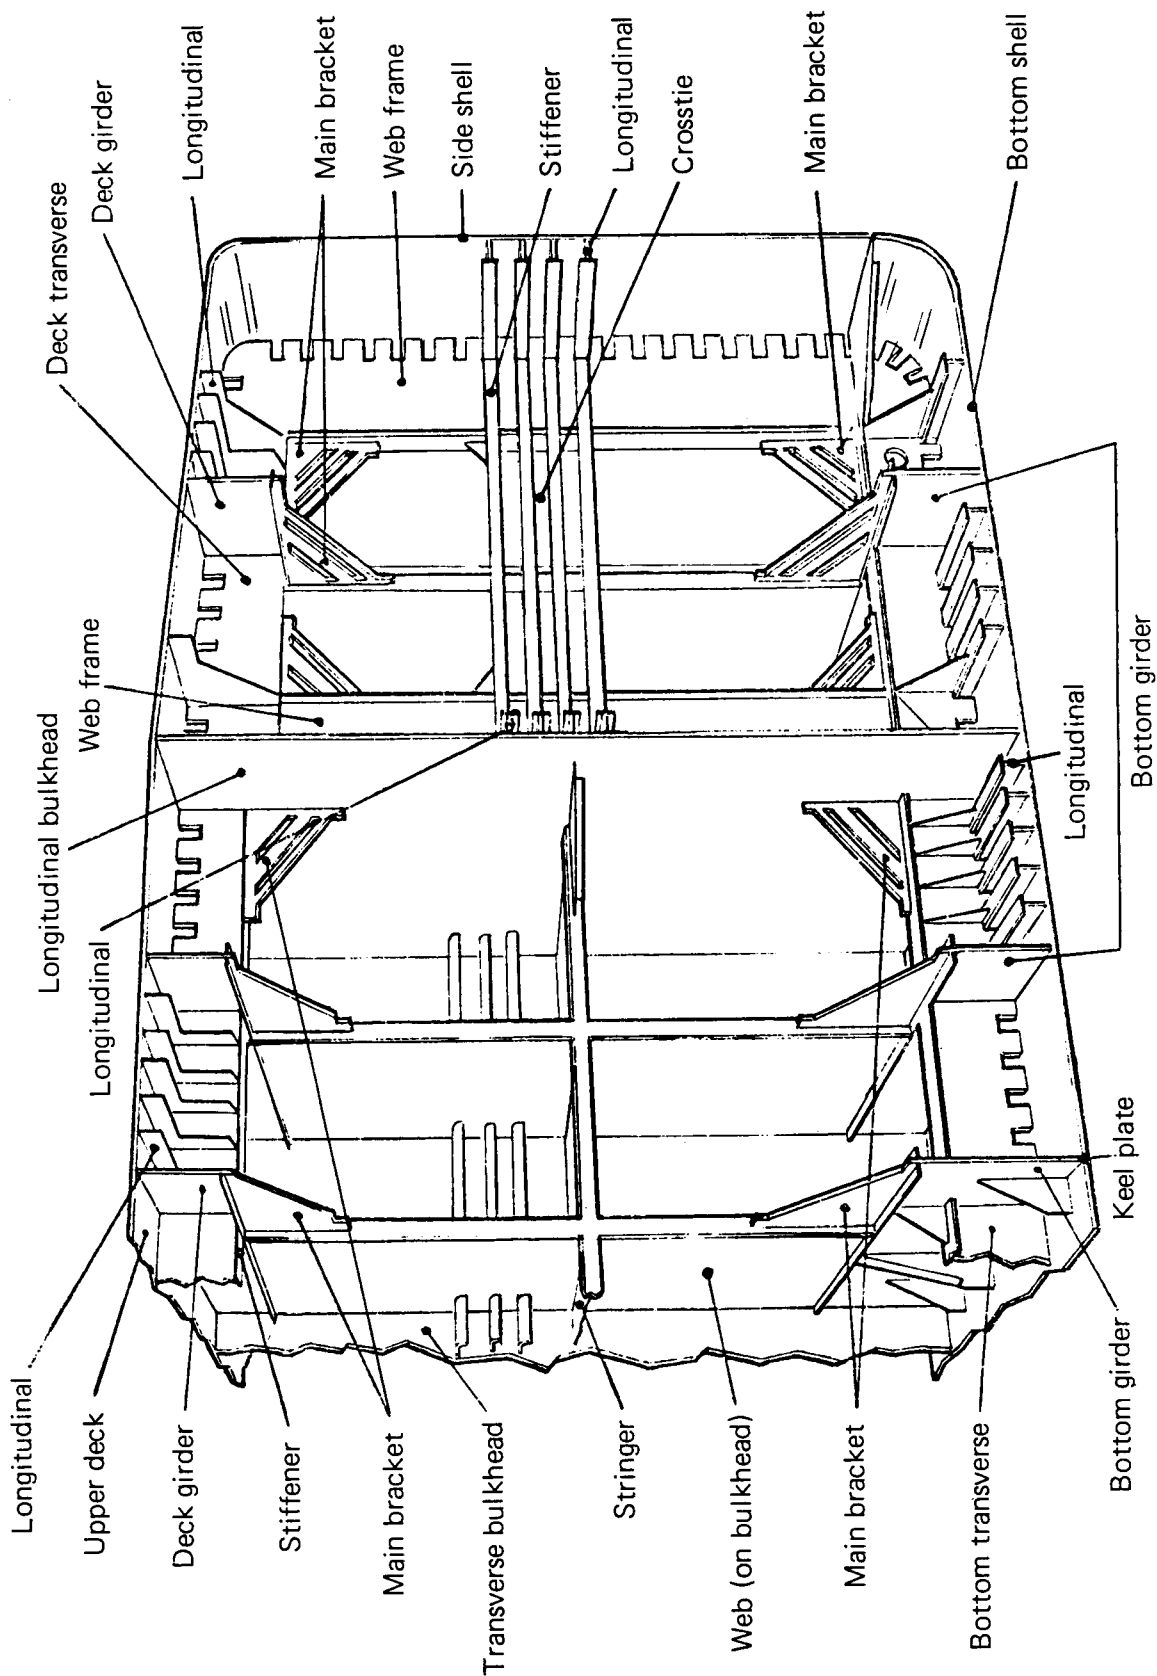 Longitudinal
Upper deck
Deck girder
Stiffener
Main bracket
Transverse bulkhead
Stringer
Web (on bulkhead)
Main bracket
Bottom transverse
Bottom girder
Keel plate
Longitudinal
Longitudinal bulkhead
Web frame
Longitudinal
Bottom girder
Deck transverse
Deck girder
Longitudinal
Main bracket
Web frame
Side shell
Stiffener
Longitudinal
Crosstie
Main bracket
Bottom shell